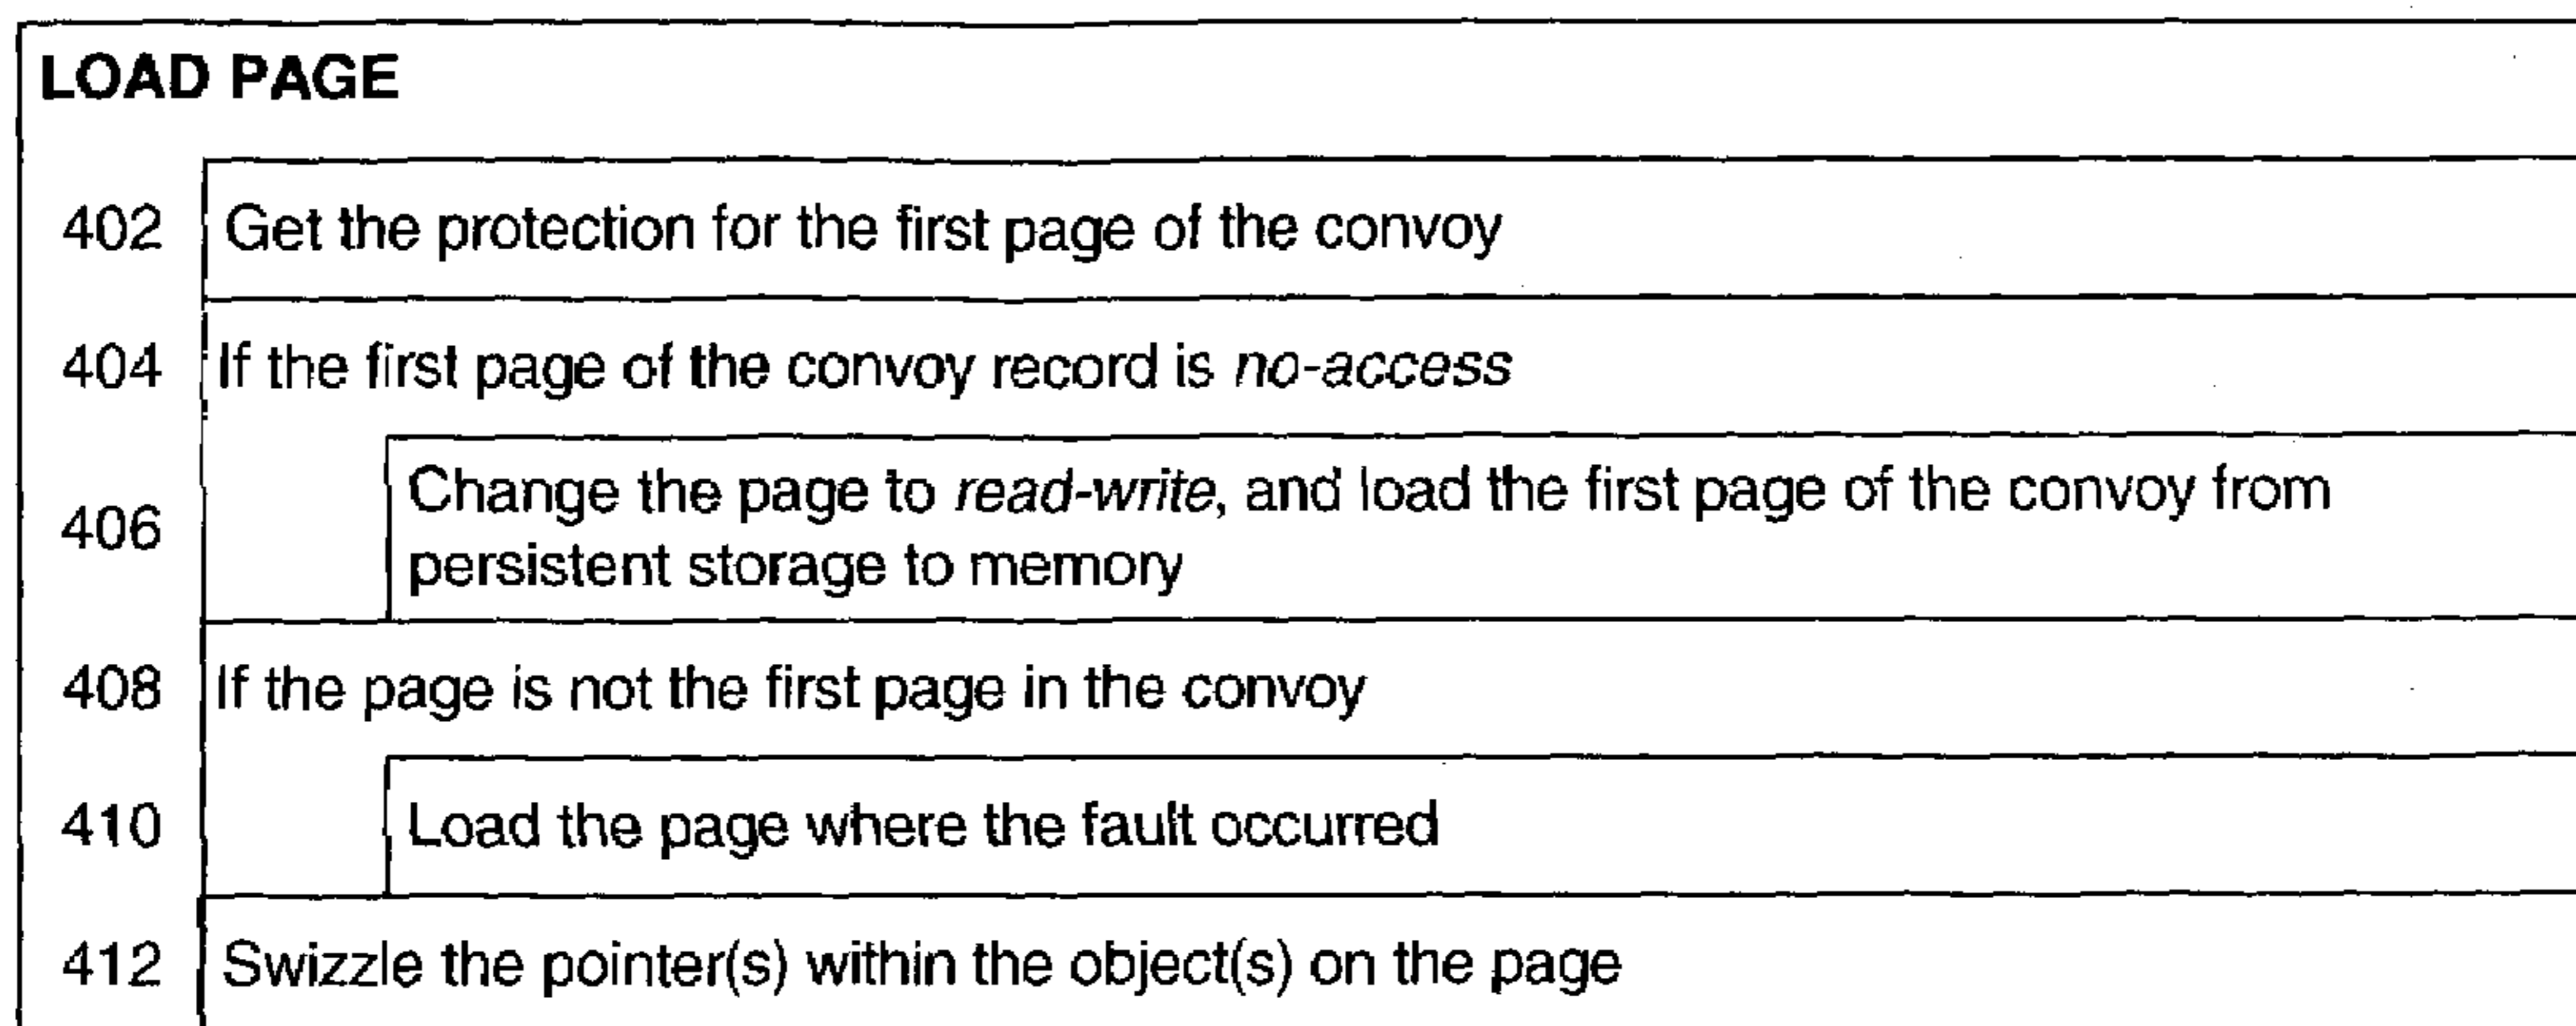 LOAD PAGE
402 Get the protection for the first page of the convoy
404 If the first page of the convoy record is no-access
406 Change the page to read-write, and load the first page of the convoy from
persistent storage to memory
408 If the page is not the first page in the convoy
410 Load the page where the fault occurred
412 Swizzle the pointer(s) within the object(s) on the page